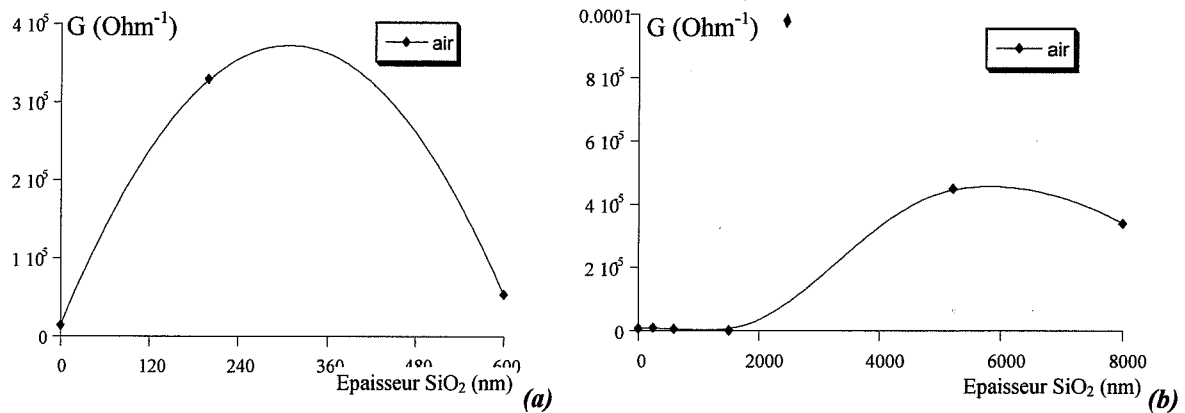 G (Ohm⁻¹)
air
4 10⁵
3 10⁵
2 10⁵
1 10⁵
0
0 120 240 360 480 600
Epaisseur SiO₂ (nm)
(a)
G (Ohm⁻¹)
air
0.0001
8 10⁵
6 10⁵
4 10⁵
2 10⁵
0
0 2000 4000 6000 8000
Epaisseur SiO₂ (nm)
(b)